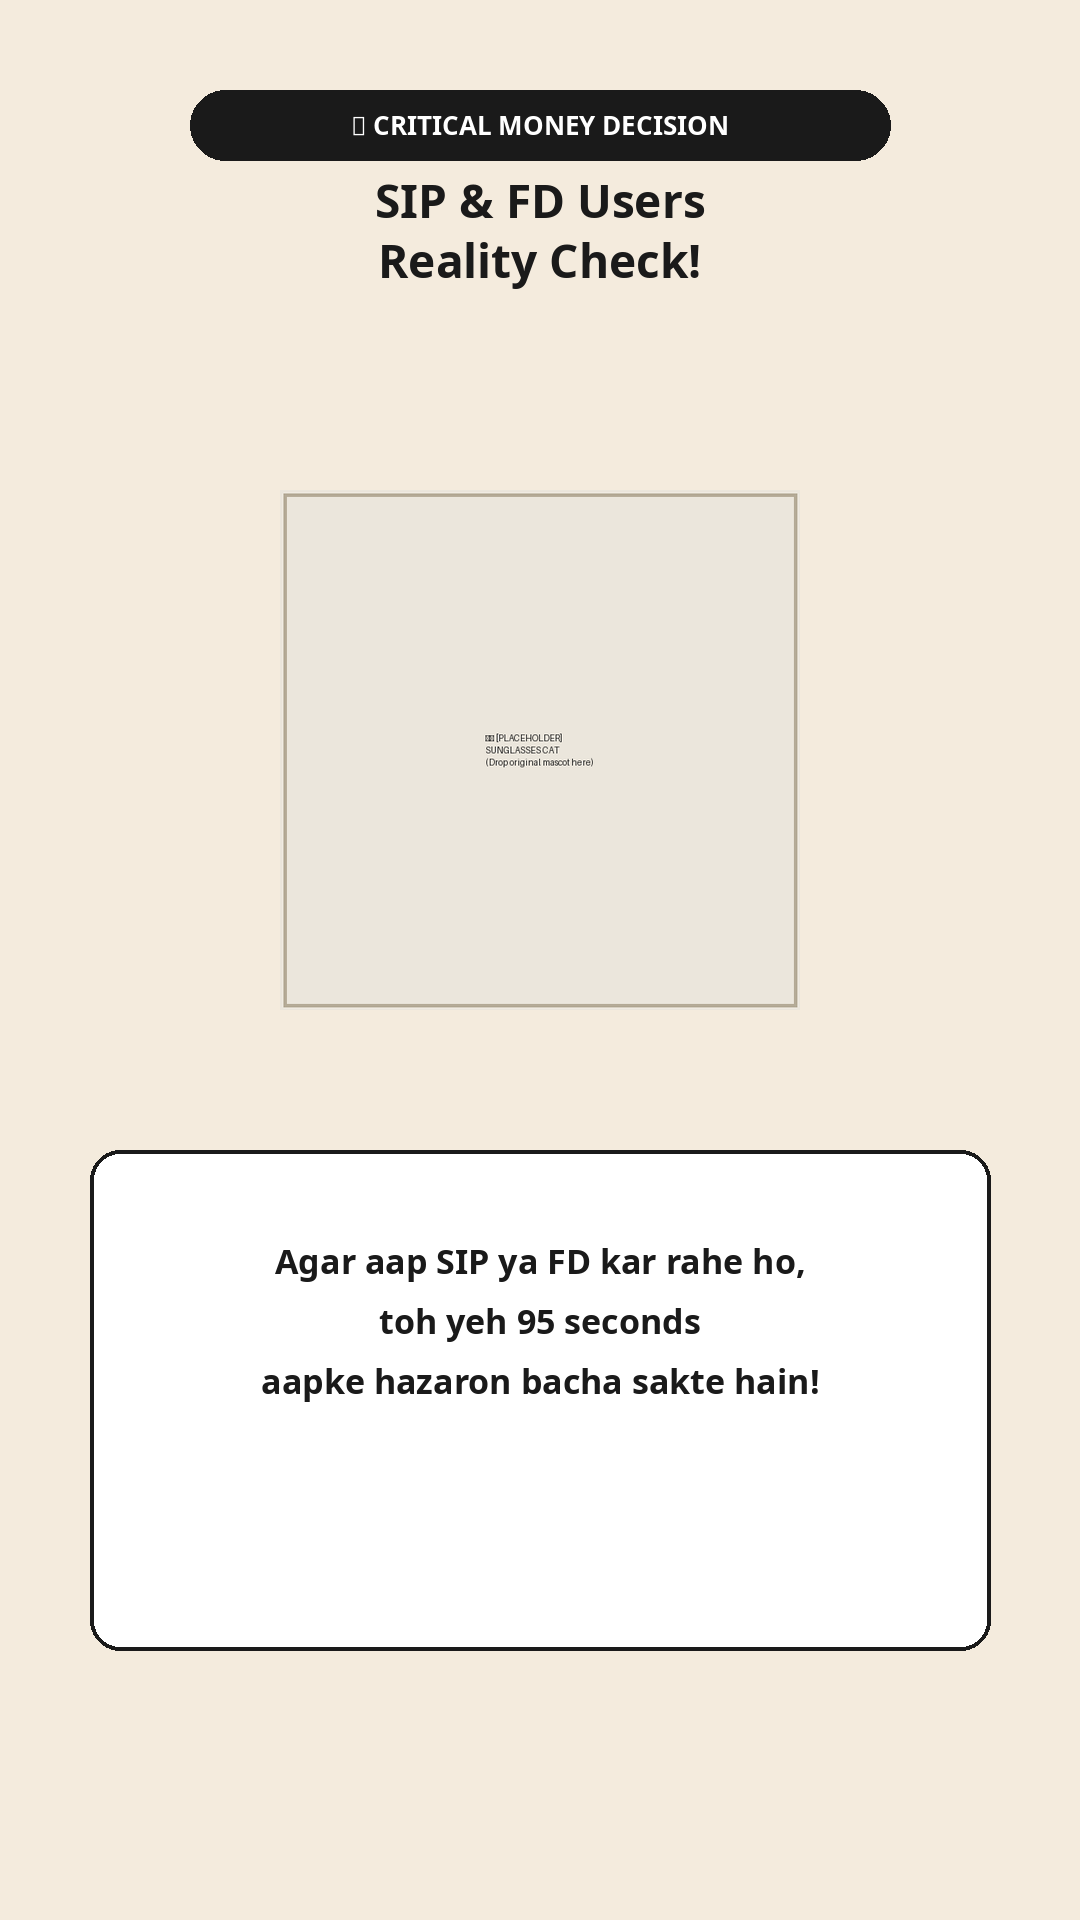 CRITICAL MONEY DECISION
SIP & FD Users
Reality Check!
[PLACEHOLDER]
SUNGLASSES CAT
(Drop original mascot here)
Agar aap SIP ya FD kar rahe ho,
toh yeh 95 seconds
aapke hazaron bacha sakte hain!